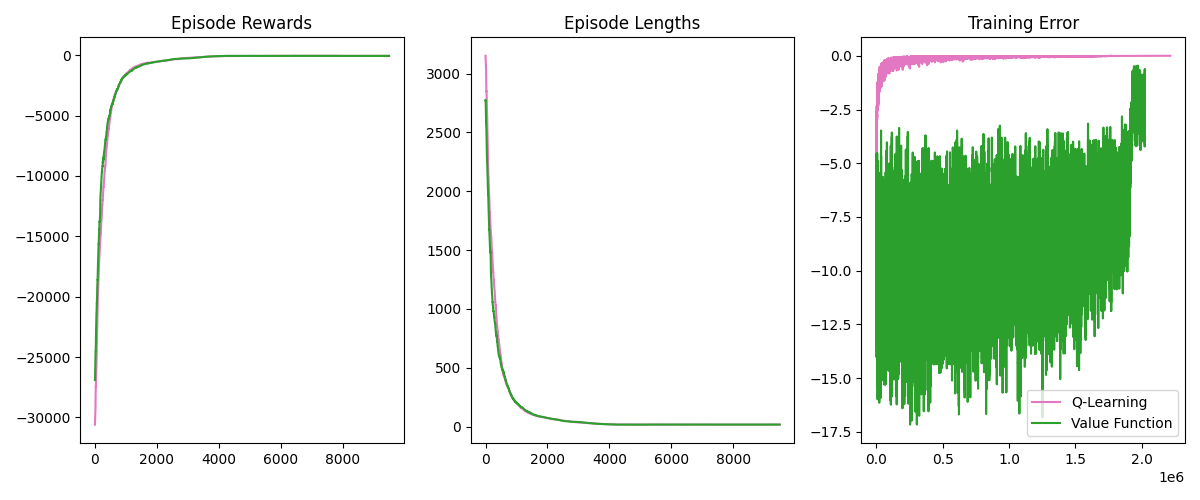 Episode Rewards
0
−5000
−10000
−15000
−20000
−25000
−30000
0 2000 4000 6000 8000
Episode Lengths
3000
2500
2000
1500
1000
500
0
0 2000 4000 6000 8000
Training Error
0.0
−2.5
−5.0
−7.5
−10.0
−12.5
−15.0
−17.5
Q-Learning
Value Function
0.0 0.5 1.0 1.5 2.0
1e6